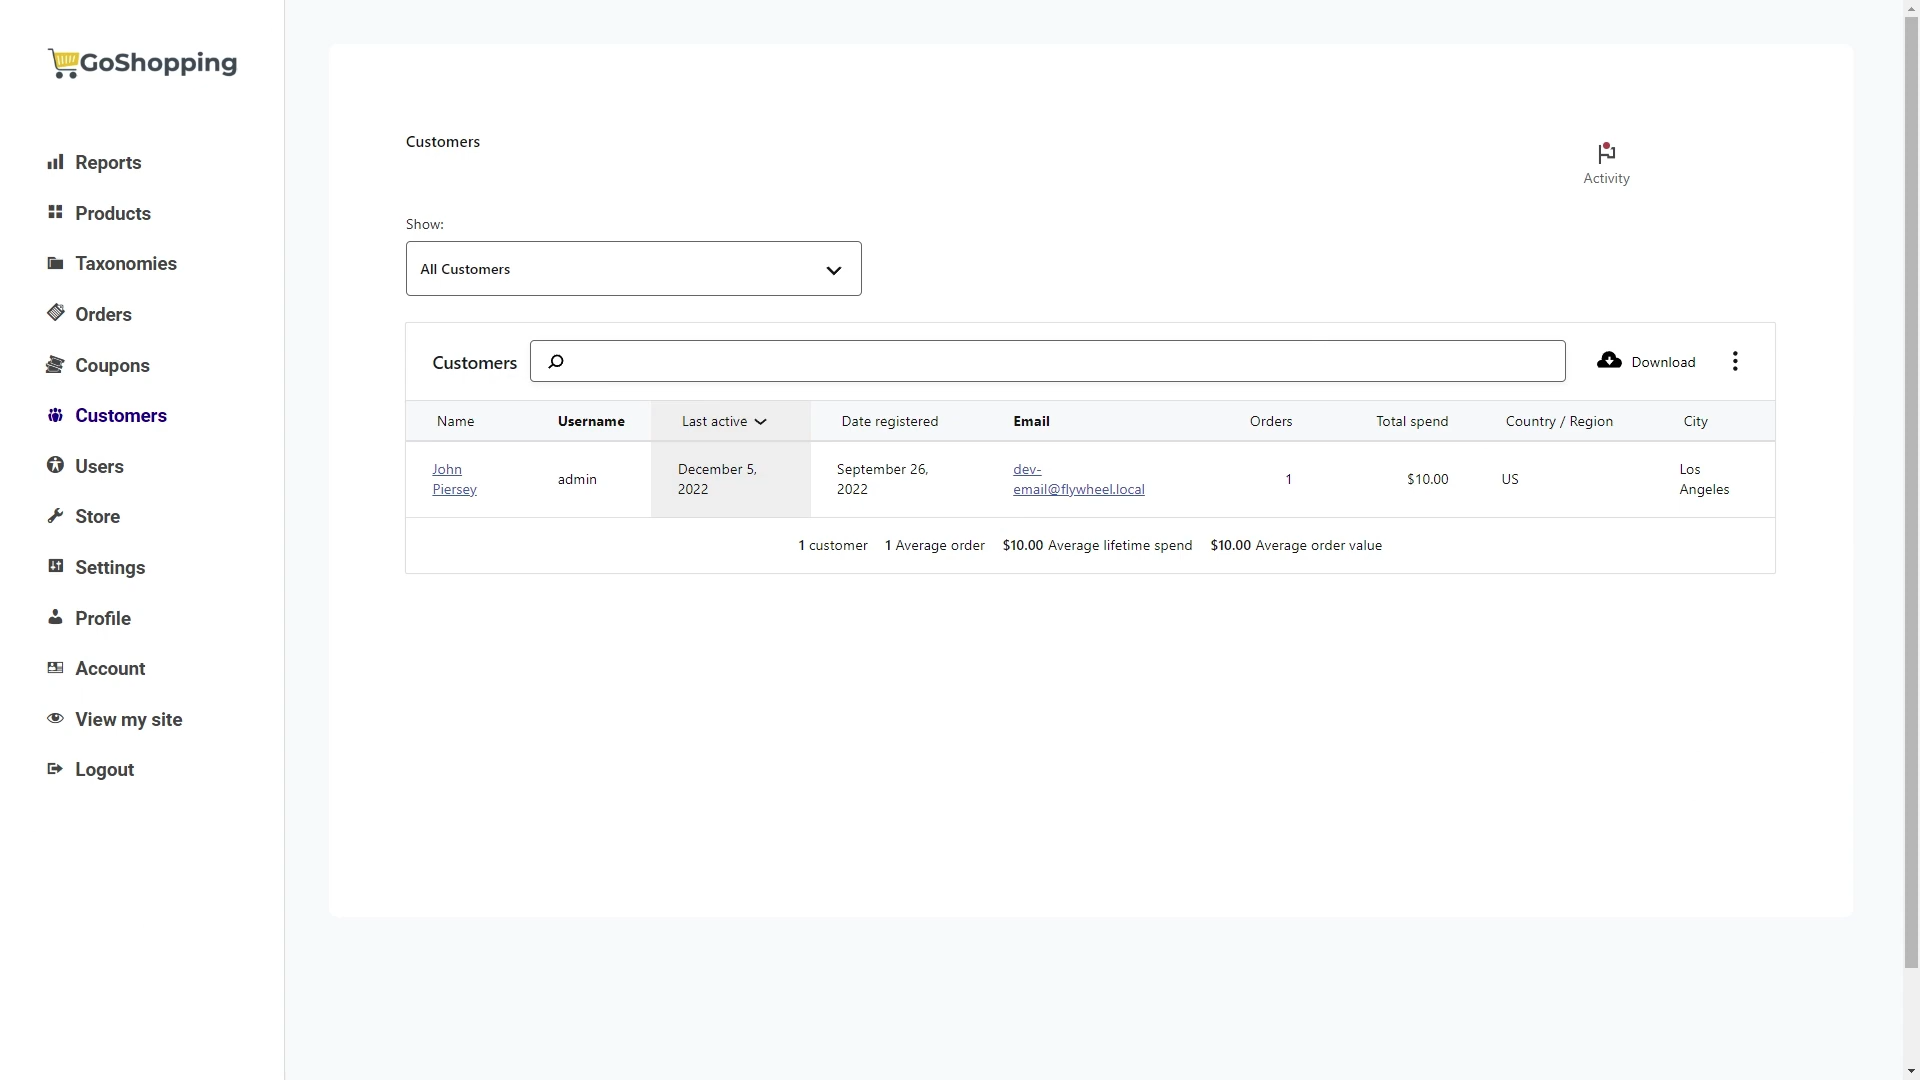 GoShopping
Reports
Products
Taxonomies
Orders
Coupons
Customers
Users
Store
Settings
Profile
Account
View my site
Logout
Customers
Activity
Show:
All Customers
Customers
Download
Name Username Last active Date registered Email Orders Total spend Country / Region City
John Piersey admin December 5, 2022 September 26, 2022 dev-email@flywheel.local 1 $10.00 US Los Angeles
1 customer 1 Average order $10.00 Average lifetime spend $10.00 Average order value